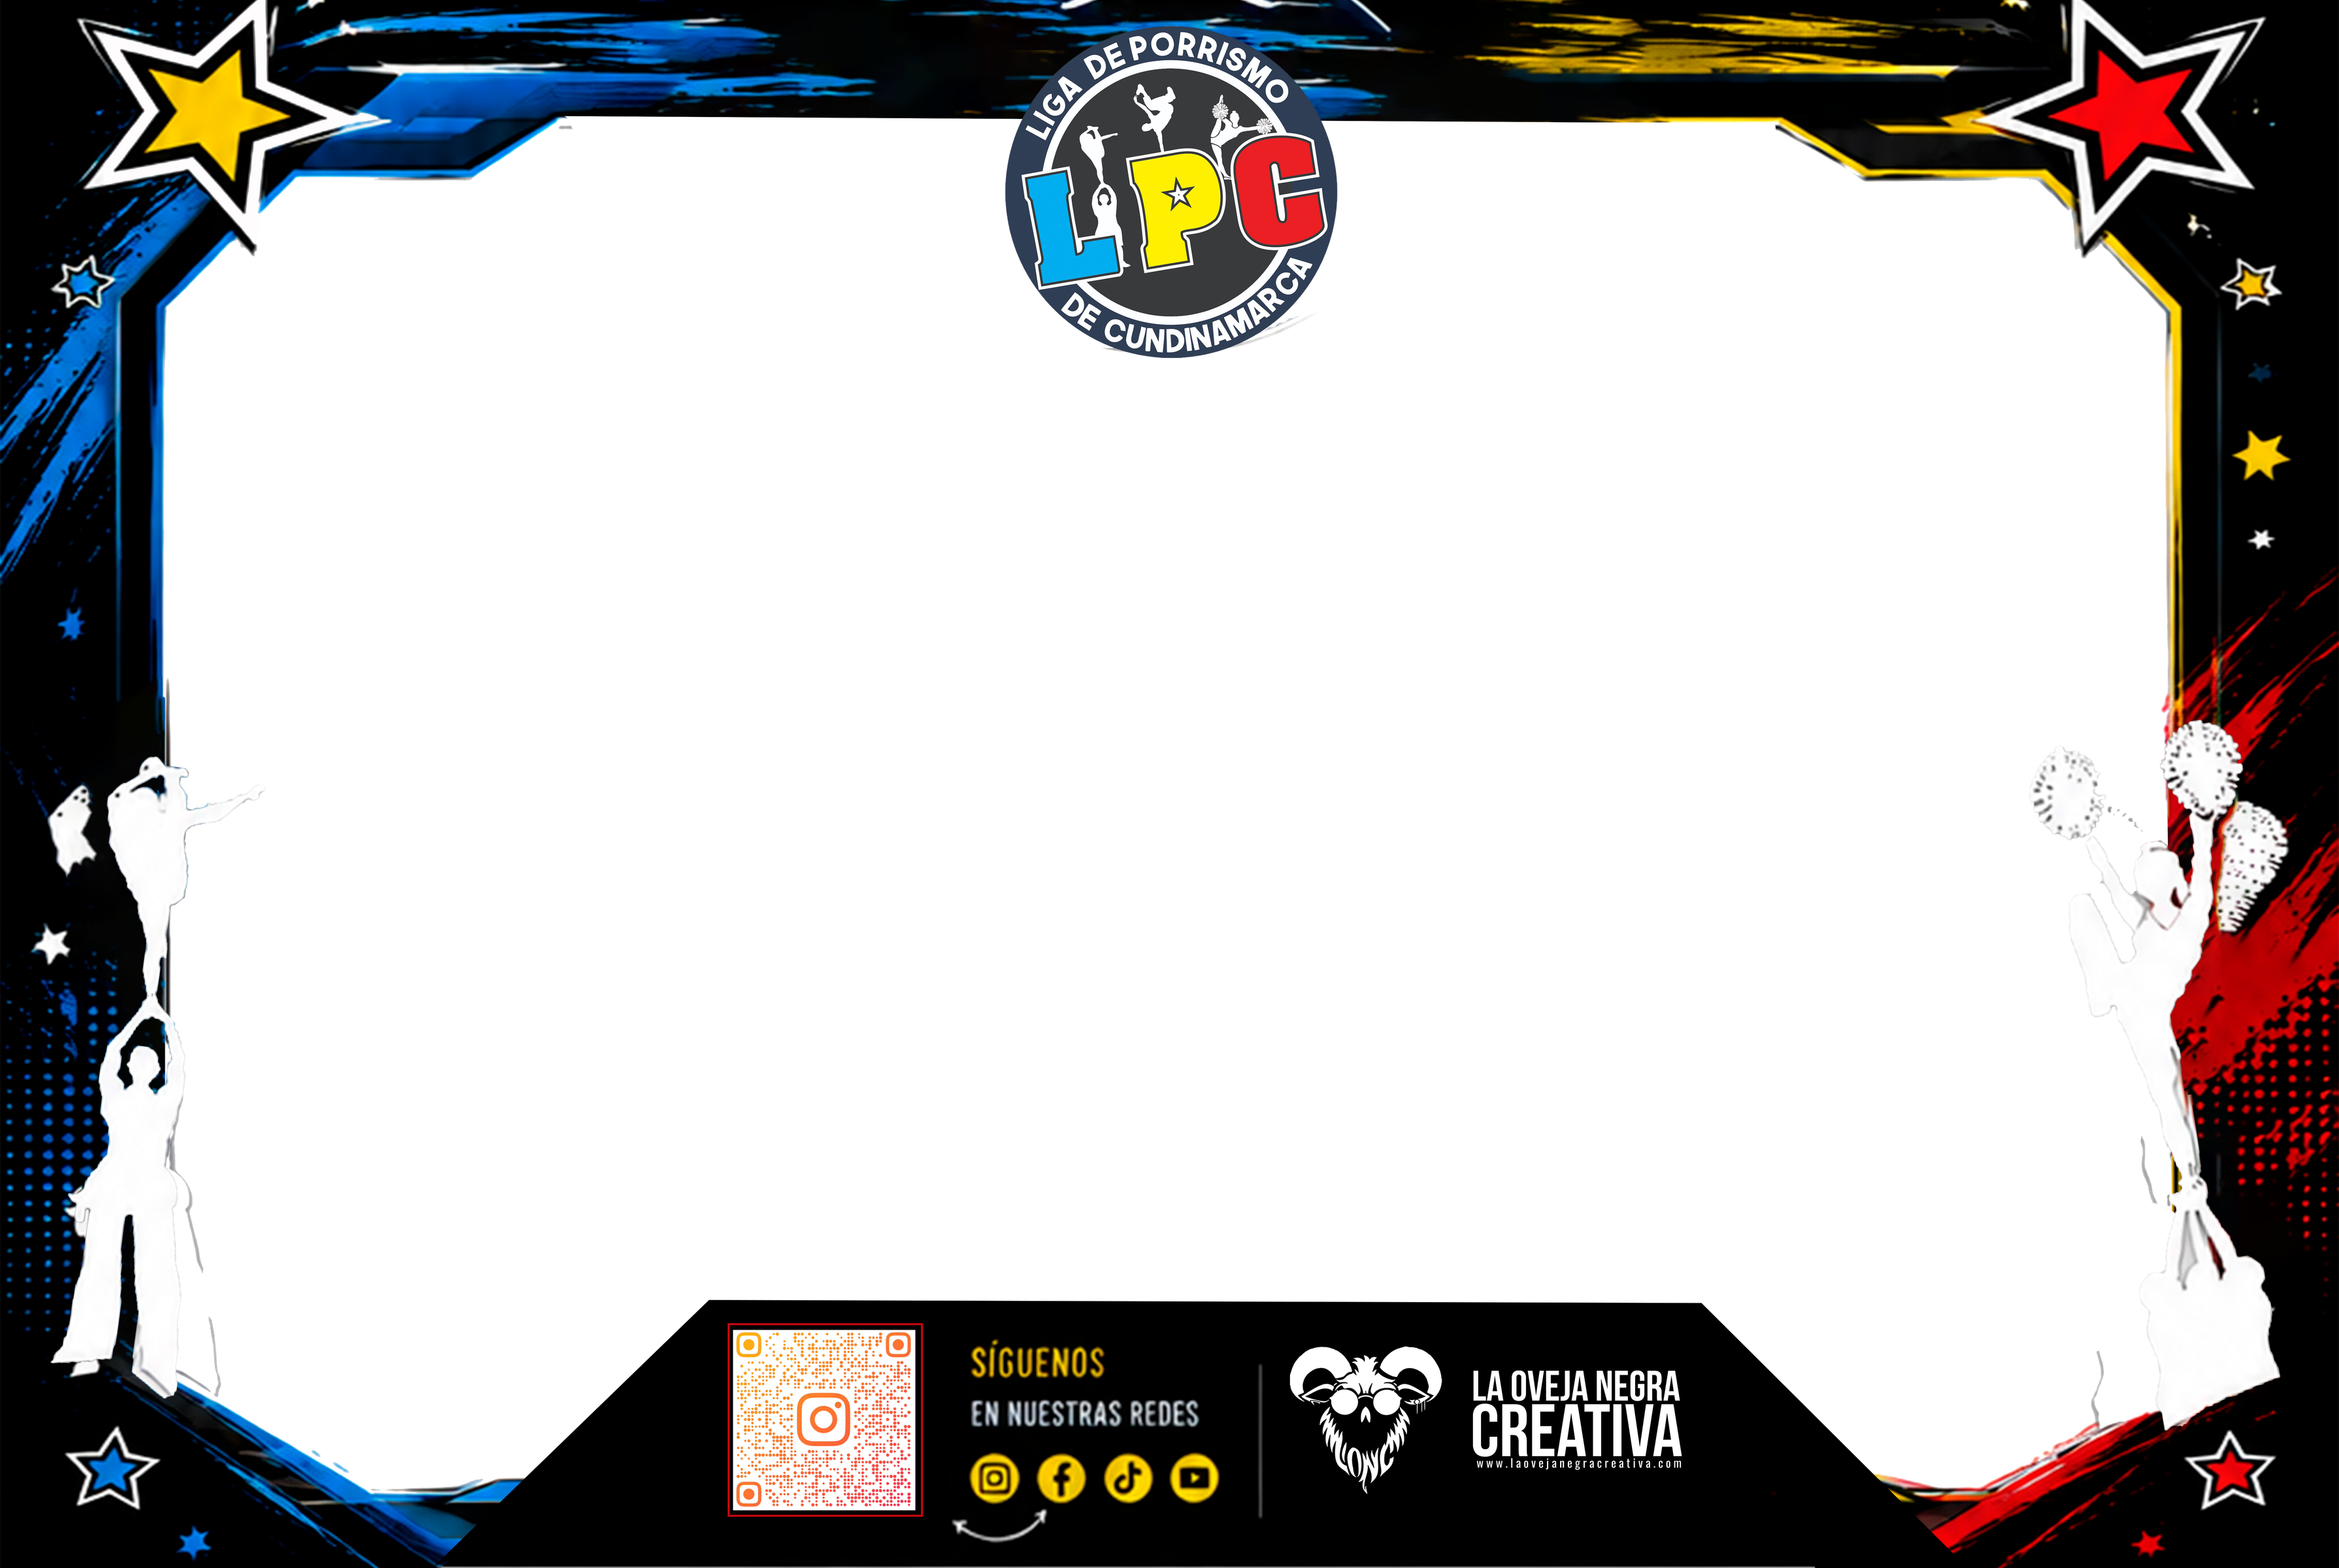 LIGA DE PORRISMO
LPC
DE CUNDINAMARCA
SÍGUENOS
EN NUESTRAS REDES
LONC
LA OVEJA NEGRA
CREATIVA
www.laovejanegracreativa.com